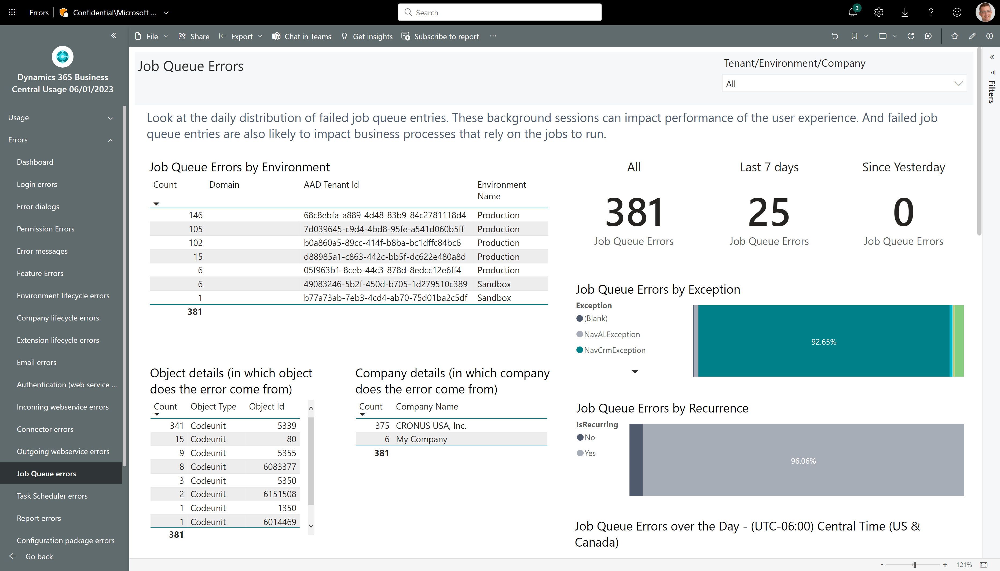 Errors
Confidential\Microsoft ...
Search
3
Dynamics 365 Business
Central Usage 06/01/2023
Usage
Errors
Dashboard
Login errors
Error dialogs
Permission Errors
Error messages
Feature Errors
Environment lifecycle errors
Company lifecycle errors
Extension lifecycle errors
Email errors
Authentication (web service ...
Incoming webservice errors
Connector errors
Outgoing webservice errors
Job Queue errors
Task Scheduler errors
Report errors
Configuration package errors
Go back
File
Share
Export
Chat in Teams
Get insights
Subscribe to report
...
Job Queue Errors
Tenant/Environment/Company
All
Filters
Look at the daily distribution of failed job queue entries. These background sessions can impact performance of the user experience. And failed job
queue entries are also likely to impact business processes that rely on the jobs to run.
Job Queue Errors by Environment
Count Domain AAD Tenant Id Environment
Name
146 68c8ebfa-a889-4d48-83b9-84c2781118d4 Production
105 7d039645-c9d4-4bd8-95fe-a541d060b5ff Production
102 b0a860a5-89cc-414f-b8ba-bc1dffc84bc6 Production
15 d88985a1-c863-442c-bb5f-dc622e480a8d Production
6 05f963b1-8ceb-44c3-878d-8edcc12e6ff4 Production
6 49083246-5b2f-450d-b705-1d279510c389 Sandbox
1 b77a73ab-7eb3-4cd4-ab70-75d01ba2c5df Sandbox
381
All
381
Job Queue Errors
Last 7 days
25
Job Queue Errors
Since Yesterday
0
Job Queue Errors
Job Queue Errors by Exception
Exception
(Blank)
NavALException
NavCrmException
92.65%
Object details (in which object
does the error come from)
Count Object Type Object Id
341 Codeunit 5339
15 Codeunit 80
9 Codeunit 5355
8 Codeunit 6083377
3 Codeunit 5350
2 Codeunit 6151508
1 Codeunit 1350
1 Codeunit 6014469
381
Company details (in which company
does the error come from)
Count Company Name
375 CRONUS USA, Inc.
6 My Company
381
Job Queue Errors by Recurrence
IsRecurring
No
Yes
96.06%
Job Queue Errors over the Day - (UTC-06:00) Central Time (US &
Canada)
- + 121%